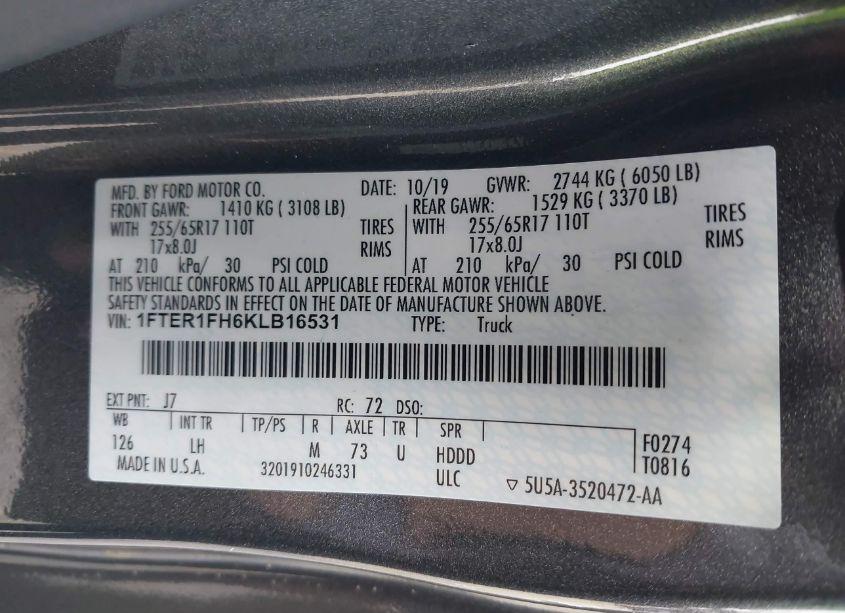 MFD. BY FORD MOTOR CO. DATE: 10/19 GVWR: 2744 KG ( 6050 LB)
FRONT GAWR: 1410 KG ( 3108 LB) REAR GAWR: 1529 KG ( 3370 LB)
WITH 255/65R17 110T TIRES WITH 255/65R17 110T TIRES
17x8.0J RIMS 17x8.0J RIMS
AT 210 kPa/ 30 PSI COLD AT 210 kPa/ 30 PSI COLD
THIS VEHICLE CONFORMS TO ALL APPLICABLE FEDERAL MOTOR VEHICLE
SAFETY STANDARDS IN EFFECT ON THE DATE OF MANUFACTURE SHOWN ABOVE.
VIN: 1FTER1FH6KLB16531 TYPE: Truck
EXT PNT: J7 RC: 72 DSO:
WB INT TR TP/PS R AXLE TR SPR
126 LH M 73 U HDDD F0274
MADE IN U.S.A. 3201910246331 ULC T0816
▽ 5U5A-3520472-AA